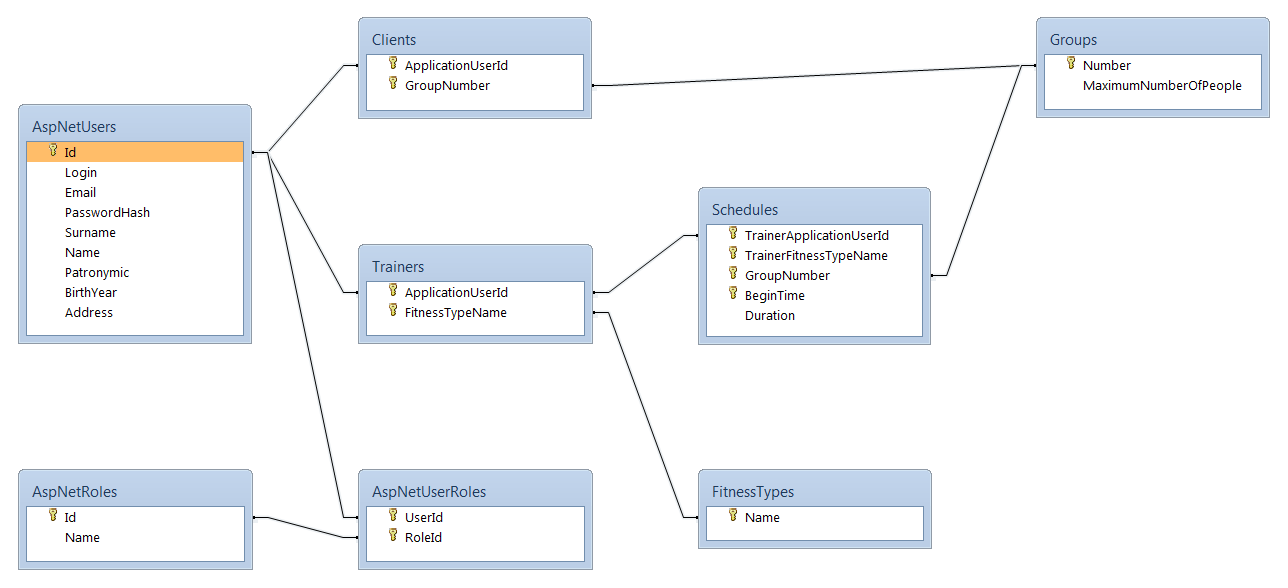 Clients
ApplicationUserId
GroupNumber
Groups
Number
MaximumNumberOfPeople
AspNetUsers
Id
Login
Email
PasswordHash
Surname
Name
Patronymic
BirthYear
Address
Trainers
ApplicationUserId
FitnessTypeName
Schedules
TrainerApplicationUserId
TrainerFitnessTypeName
GroupNumber
BeginTime
Duration
AspNetRoles
Id
Name
AspNetUserRoles
UserId
RoleId
FitnessTypes
Name